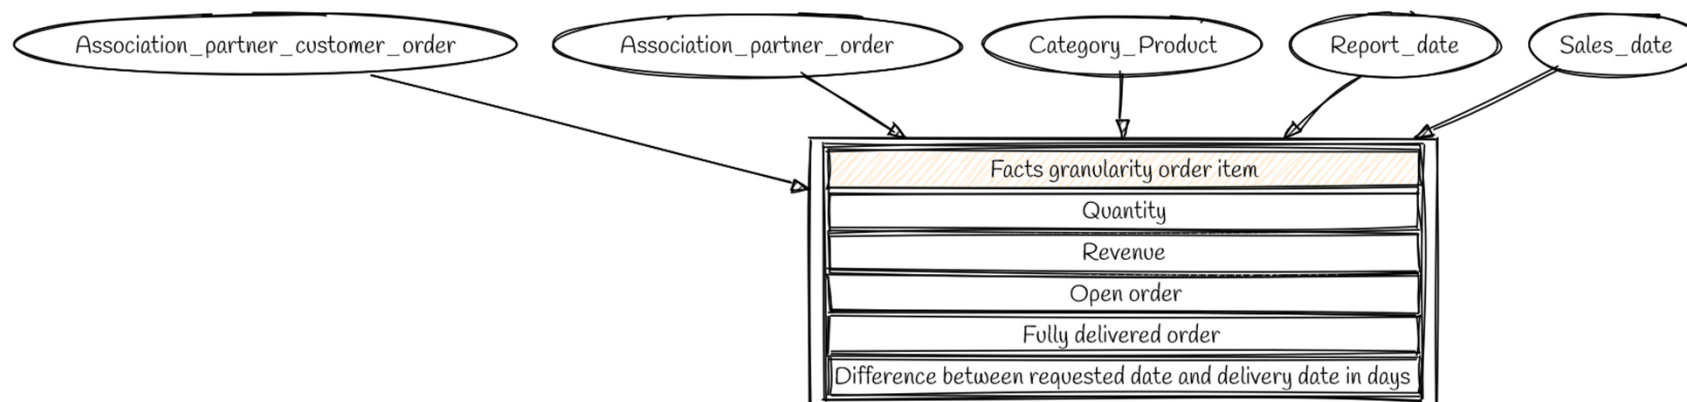 Association_partner_customer_order
Association_partner_order
Category_Product
Report_date
Sales_date
Facts granularity order item
Quantity
Revenue
Open order
Fully delivered order
Difference between requested date and delivery date in days